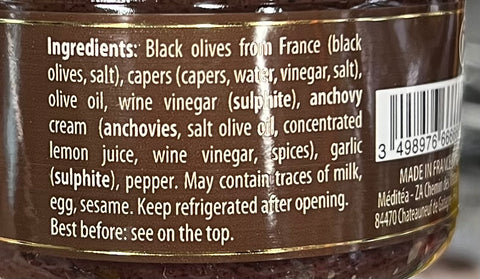 Ingredients: Black olives from France (black
olives, salt), capers (capers, water, vinegar, salt),
olive oil, wine vinegar (sulphite), anchovy
cream (anchovies, salt olive oil, concentrated
lemon juice, wine vinegar, spices), garlic
(sulphite), pepper. May contain traces of milk,
egg, sesame. Keep refrigerated after opening.
Best before: see on the top.
3 498976
MADE IN FRANCE
Méditéa - ZA Chemin des
84470 Chateauneuf de